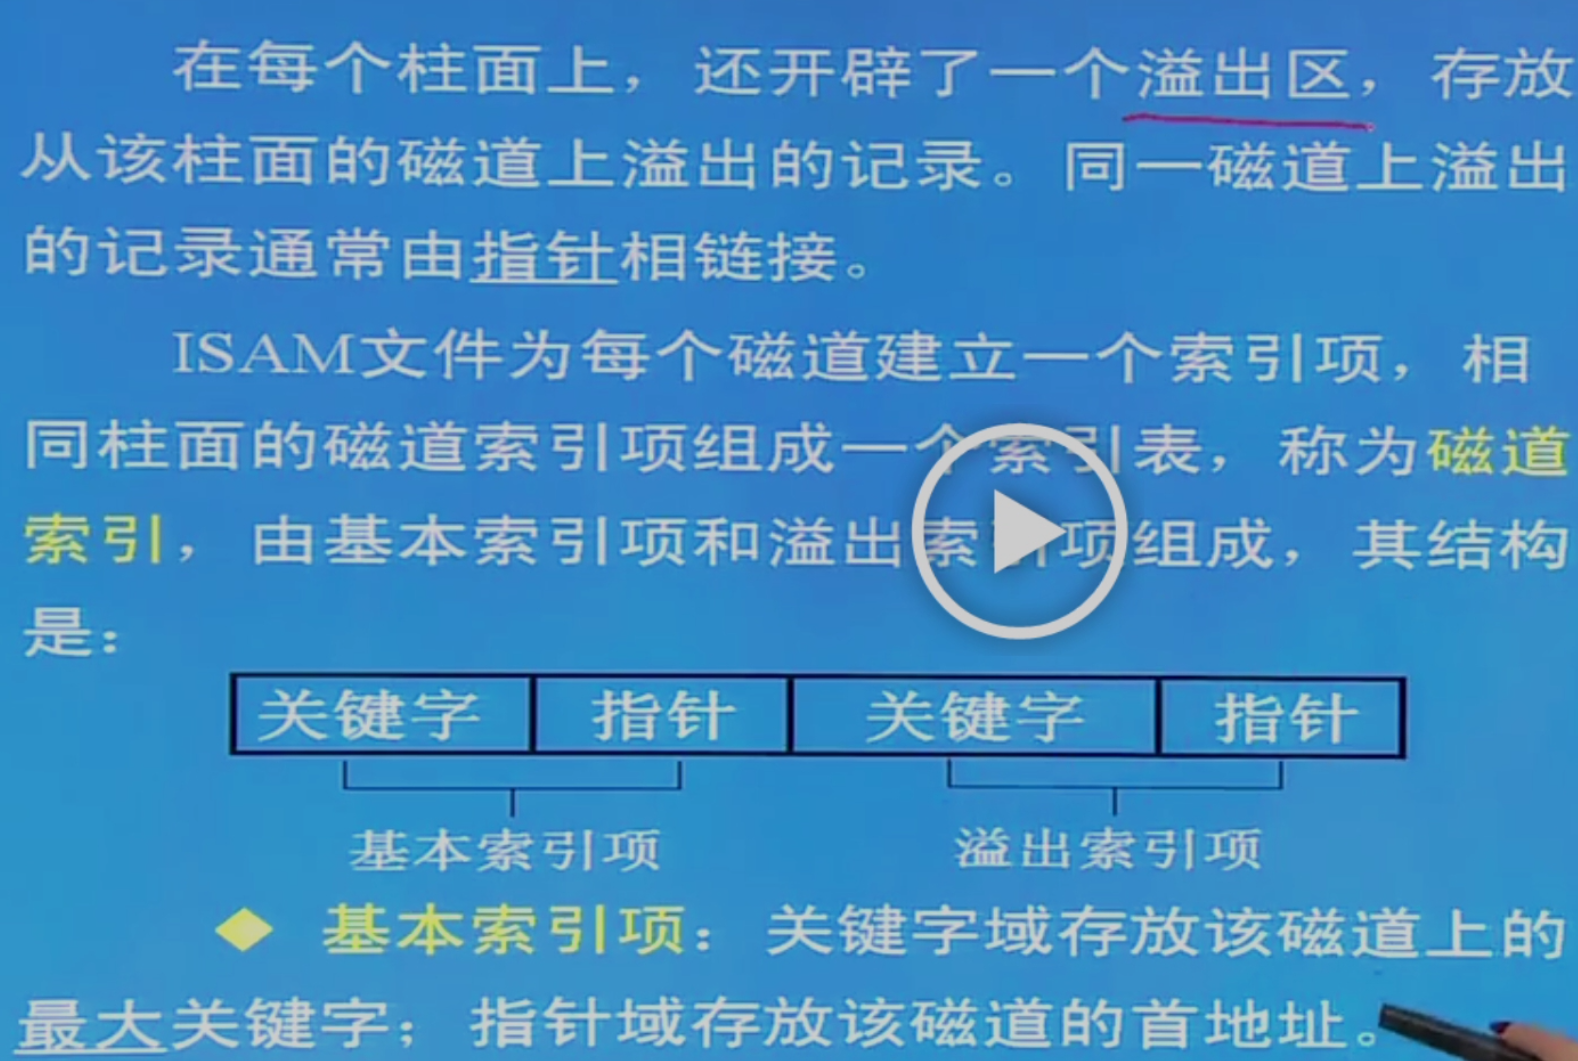 在每个柱面上，还开辟了一个溢出区，存放
从该柱面的磁道上溢出的记录。同一磁道上溢出
的记录通常由指针相链接。
ISAM文件为每个磁道建立一个索引项，相
同柱面的磁道索引项组成一个索引表，称为磁道
索引，由基本索引项和溢出索引项组成，其结构
是：
关键字 指针 关键字 指针
基本索引项 溢出索引项
◆ 基本索引项：关键字域存放该磁道上的
最大关键字；指针域存放该磁道的首地址。